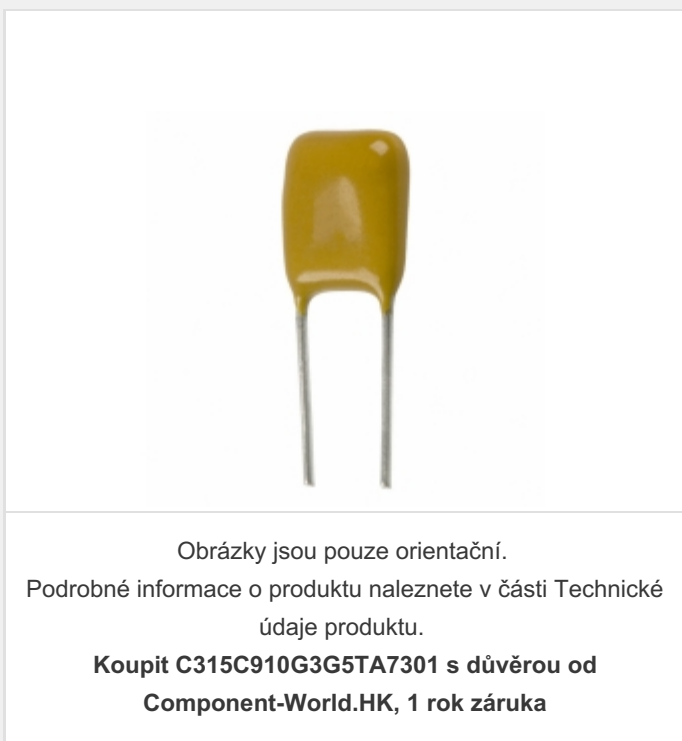 Obrázky jsou pouze orientační.
Podrobné informace o produktu naleznete v části Technické
údaje produktu.
Koupit C315C910G3G5TA7301 s důvěrou od
Component-World.HK, 1 rok záruka